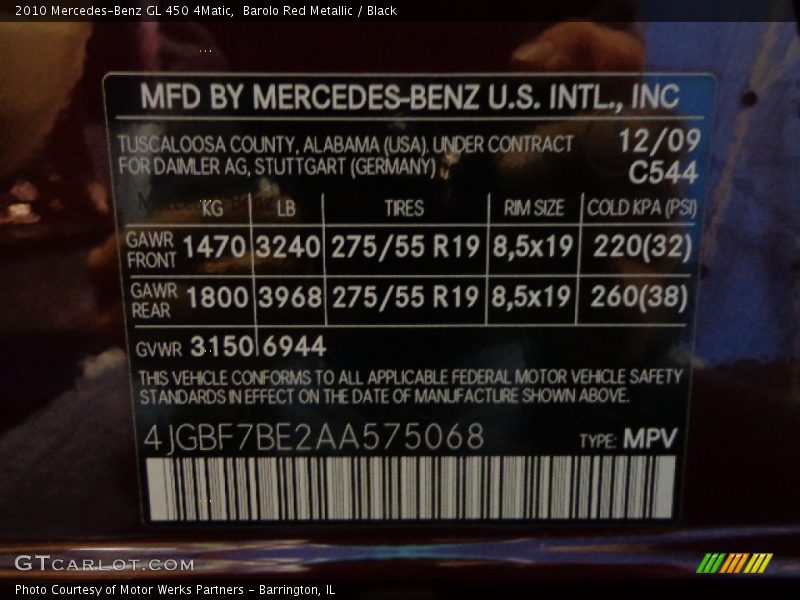 2010 Mercedes-Benz GL 450 4Matic, Barolo Red Metallic / Black
MFD BY MERCEDES-BENZ U.S. INTL., INC
TUSCALOOSA COUNTY, ALABAMA (USA), UNDER CONTRACT 12/09
FOR DAIMLER AG, STUTTGART (GERMANY) C544
KG LB TIRES RIM SIZE COLD KPA (PSI)
GAWR FRONT 1470 3240 275/55 R19 8,5x19 220(32)
GAWR REAR 1800 3968 275/55 R19 8,5x19 260(38)
GVWR 3150 6944
THIS VEHICLE CONFORMS TO ALL APPLICABLE FEDERAL MOTOR VEHICLE SAFETY
STANDARDS IN EFFECT ON THE DATE OF MANUFACTURE SHOWN ABOVE.
4JGBF7BE2AA575068 TYPE: MPV
GTCARLOT.COM
Photo Courtesy of Motor Werks Partners - Barrington, IL